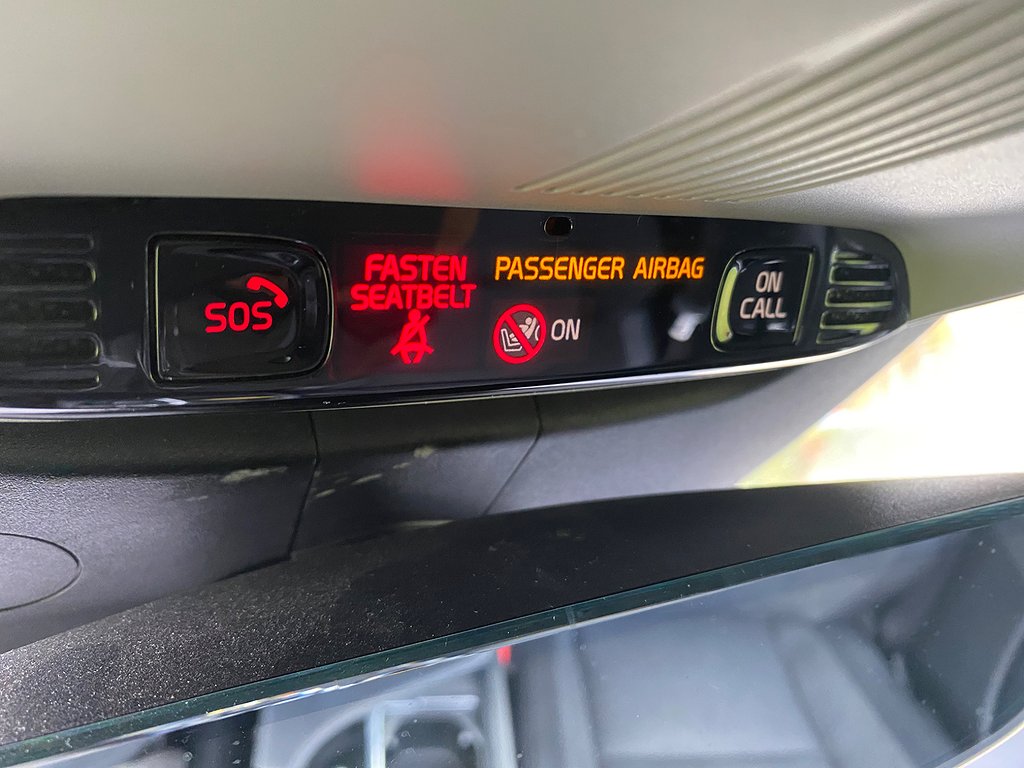 SOS
FASTEN
SEATBELT
PASSENGER AIRBAG
ON
ON
CALL